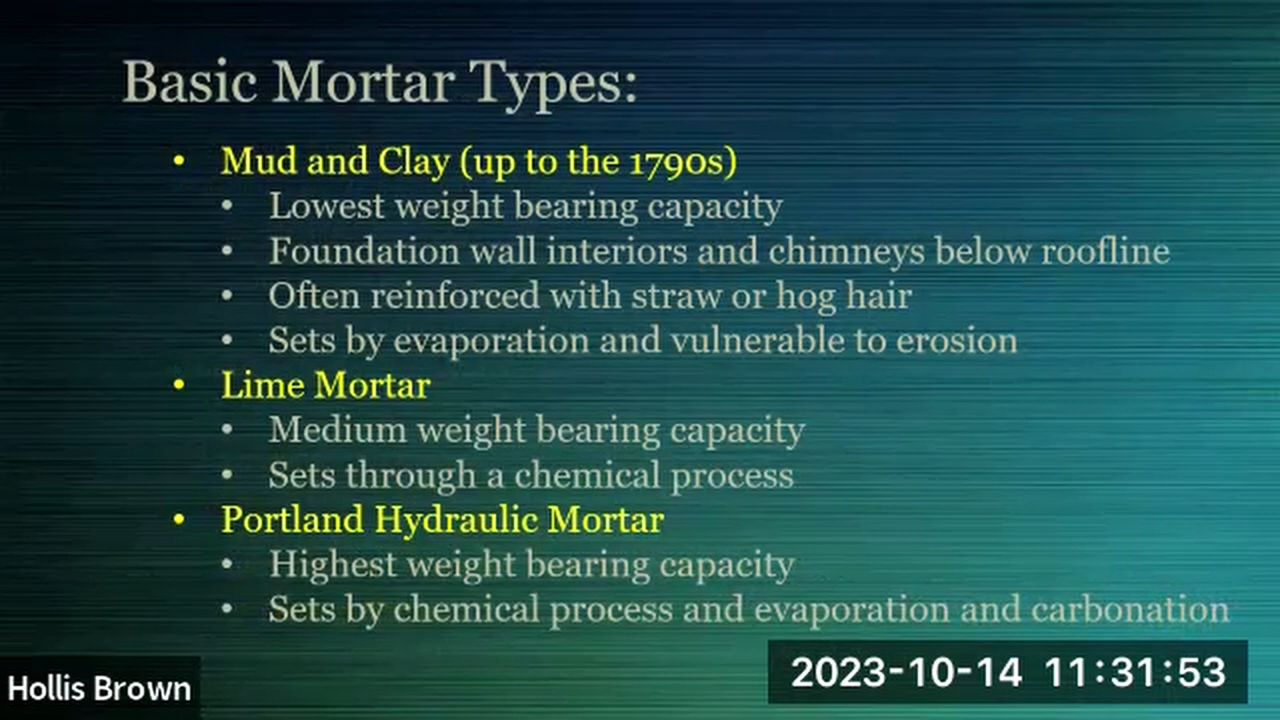 Basic Mortar Types:
• Mud and Clay (up to the 1790s)
• Lowest weight bearing capacity
• Foundation wall interiors and chimneys below roofline
• Often reinforced with straw or hog hair
• Sets by evaporation and vulnerable to erosion
• Lime Mortar
• Medium weight bearing capacity
• Sets through a chemical process
• Portland Hydraulic Mortar
• Highest weight bearing capacity
• Sets by chemical process and evaporation and carbonation
Hollis Brown
2023-10-14 11:31:53